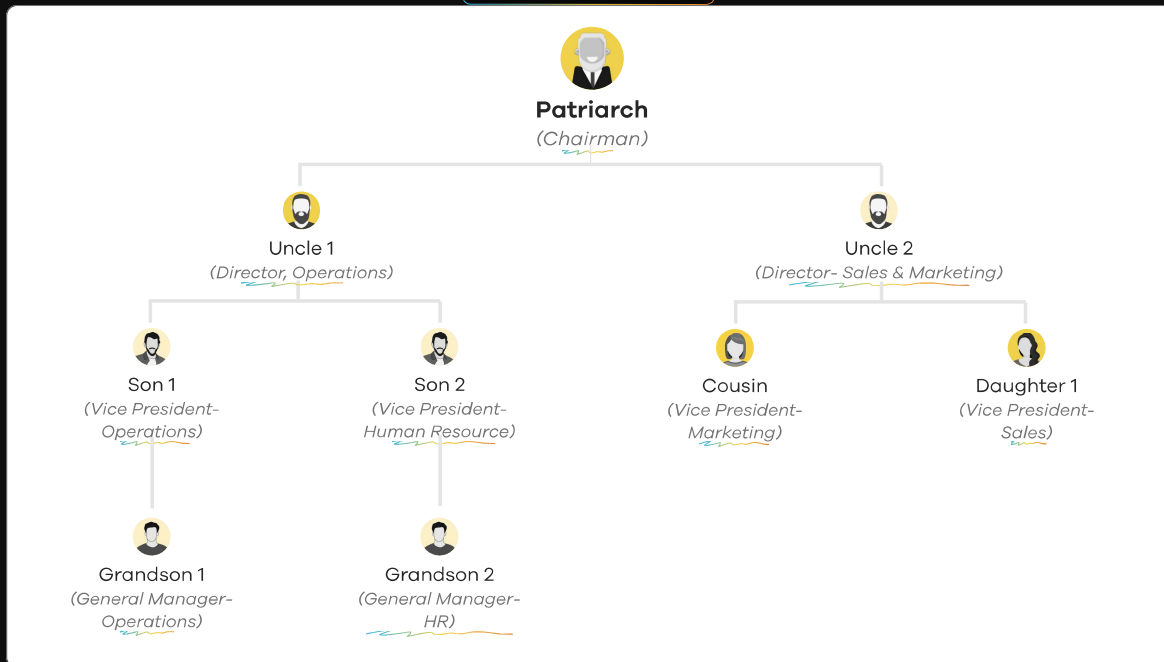 Patriarch
(Chairman)
Uncle 1
(Director, Operations)
Uncle 2
(Director- Sales & Marketing)
Son 1
(Vice President-
Operations)
Son 2
(Vice President-
Human Resource)
Cousin
(Vice President-
Marketing)
Daughter 1
(Vice President-
Sales)
Grandson 1
(General Manager-
Operations)
Grandson 2
(General Manager-
HR)